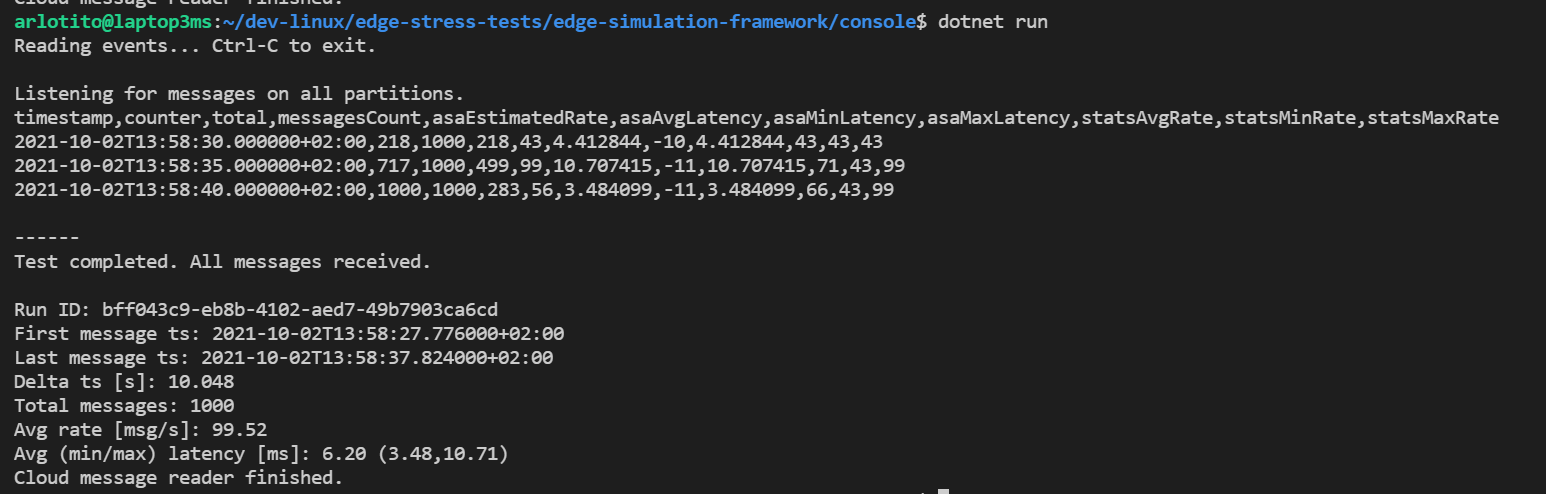 Cloud message reader finished.
arlotito@laptop3ms:~/dev-linux/edge-stress-tests/edge-simulation-framework/console$ dotnet run
Reading events... Ctrl-C to exit.
Listening for messages on all partitions.
timestamp,counter,total,messagesCount,asaEstimatedRate,asaAvgLatency,asaMinLatency,asaMaxLatency,statsAvgRate,statsMinRate,statsMaxRate
2021-10-02T13:58:30.000000+02:00,218,1000,218,43,4.412844,-10,4.412844,43,43,43
2021-10-02T13:58:35.000000+02:00,717,1000,499,99,10.707415,-11,10.707415,71,43,99
2021-10-02T13:58:40.000000+02:00,1000,1000,283,56,3.484099,-11,3.484099,66,43,99
------
Test completed. All messages received.
Run ID: bff043c9-eb8b-4102-aed7-49b7903ca6cd
First message ts: 2021-10-02T13:58:27.776000+02:00
Last message ts: 2021-10-02T13:58:37.824000+02:00
Delta ts [s]: 10.048
Total messages: 1000
Avg rate [msg/s]: 99.52
Avg (min/max) latency [ms]: 6.20 (3.48,10.71)
Cloud message reader finished.